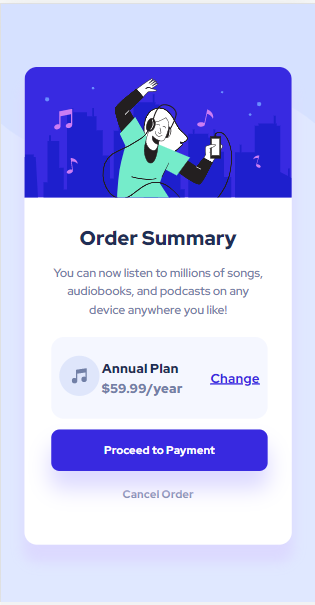 Order Summary
You can now listen to millions of songs,
audiobooks, and podcasts on any
device anywhere you like!
Annual Plan
$59.99/year
Change
Proceed to Payment
Cancel Order